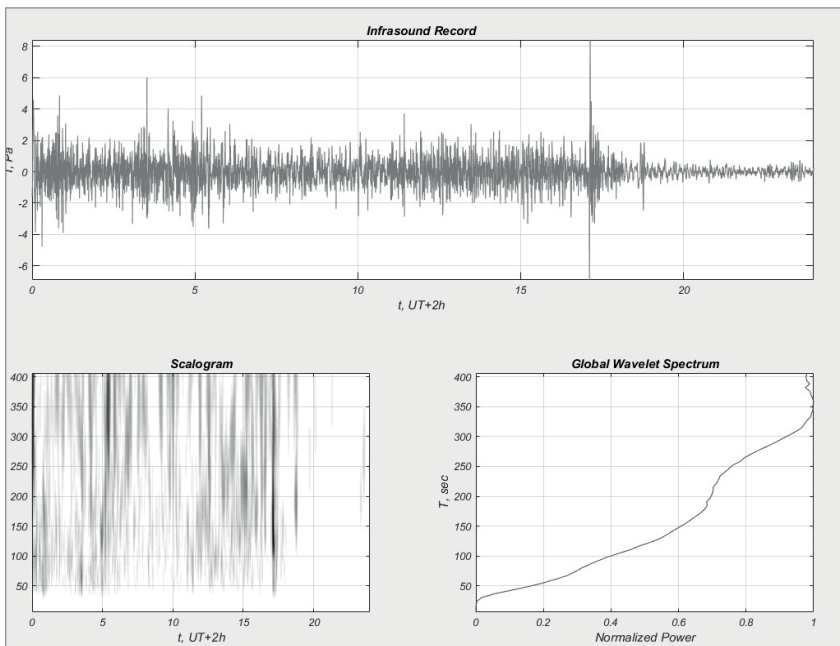 Infrasound Record
8
6
4
2
0
-2
-4
-6
, Pa
0 5 10 15 20
t, UT+2h
Scalogram
400
350
300
250
200
150
100
50
0 5 10 15 20
t, UT+2h
Global Wavelet Spectrum
400
350
300
250
200
150
100
50
T, sec
0 0.2 0.4 0.6 0.8 1
Normalized Power